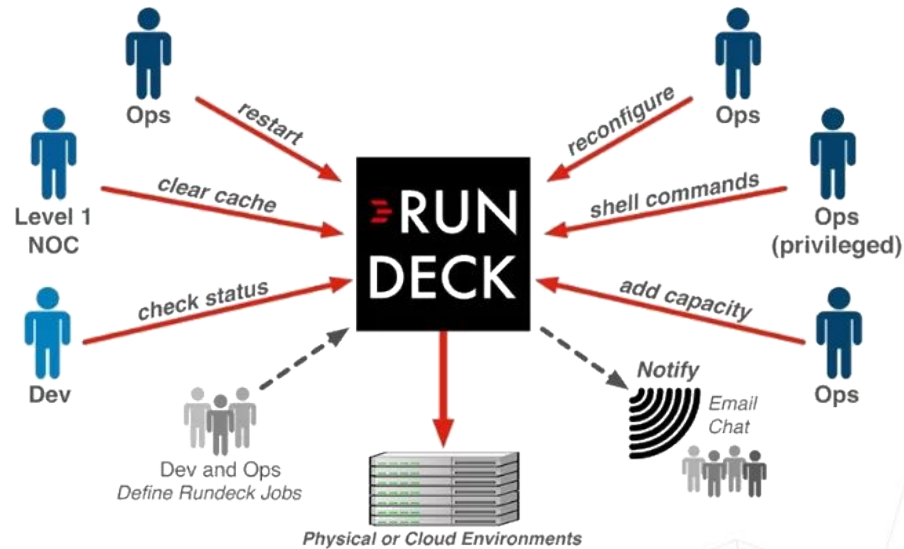 Ops
restart
Level 1
NOC
clear cache
Dev
check status
RUN
DECK
Ops
reconfigure
Ops
(privileged)
shell commands
Ops
add capacity
Dev and Ops
Define Rundeck Jobs
Notify
Email
Chat
Physical or Cloud Environments